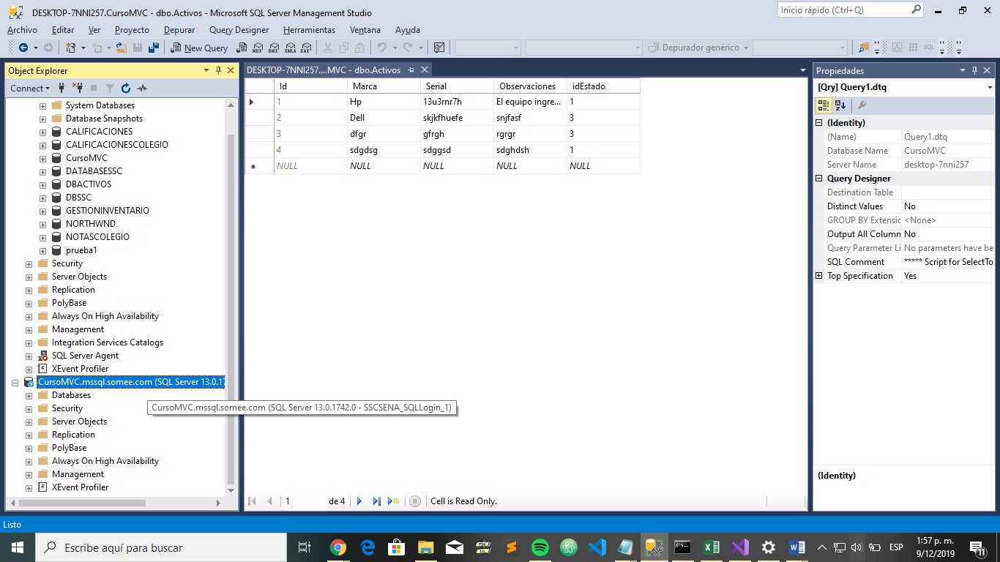 DESKTOP-7NNI257.CursoMVC - dbo.Activos - Microsoft SQL Server Management Studio
Inicio rápido (Ctrl+Q)
Archivo Editar Ver Proyecto Depurar Query Designer Herramientas Ventana Ayuda
New Query MDX DMX XMLA DAX Depurador genérico SQL
Object Explorer
Connect
System Databases
Database Snapshots
CALIFICACIONES
CALIFICACIONESCOLEGIO
CursoMVC
DATABASESSC
DBACTIVOS
DBSSC
GESTIONINVENTARIO
NORTHWND
NOTASCOLEGIO
prueba1
Security
Server Objects
Replication
PolyBase
Always On High Availability
Management
Integration Services Catalogs
SQL Server Agent
XEvent Profiler
CursoMVC.mssql.somee.com (SQL Server 13.0.17
Databases
Security
Server Objects
Replication
PolyBase
Always On High Availability
Management
XEvent Profiler
CursoMVC.mssql.somee.com (SQL Server 13.0.1742.0 - SSCSENA_SQLLogin_1)
DESKTOP-7NNI257....MVC - dbo.Activos
Id Marca Serial Observaciones idEstado
1 Hp 13u3rnr7h El equipo ingre... 1
2 Dell skjkfhuefe snjfasf 3
3 dfgr gfrgh rgrgr 3
4 sdgdsg sdggsd sdghdsh 1
NULL NULL NULL NULL NULL
1 de 4 Cell is Read Only.
Propiedades
[Qry] Query1.dtq
(Identity)
(Name) Query1.dtq
Database Name CursoMVC
Server Name desktop-7nni257
Query Designer
Destination Table
Distinct Values No
GROUP BY Extensic <None>
Output All Column No
Query Parameter Li No parameters have be
SQL Comment ***** Script for SelectTo
Top Specification Yes
(Identity)
Listo
Escribe aquí para buscar
ESP
1:57 p. m.
9/12/2019
11